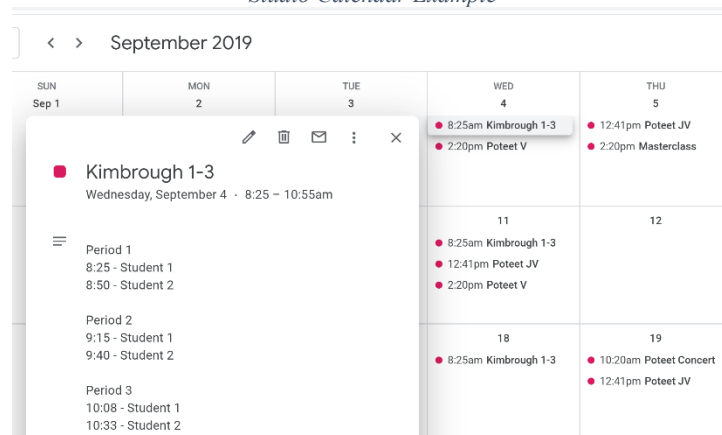 Studio Calendar Example
September 2019
SUN MON TUE WED THU
Sep 1 2 3 4 5
8:25am Kimbrough 1-3
2:20pm Poteet V
12:41pm Poteet JV
2:20pm Masterclass
Kimbrough 1-3
Wednesday, September 4 · 8:25 – 10:55am
Period 1
8:25 - Student 1
8:50 - Student 2
Period 2
9:15 - Student 1
9:40 - Student 2
Period 3
10:08 - Student 1
10:33 - Student 2
11 12
8:25am Kimbrough 1-3
12:41pm Poteet JV
2:20pm Poteet V
18 19
8:25am Kimbrough 1-3
10:20am Poteet Concert
12:41pm Poteet JV